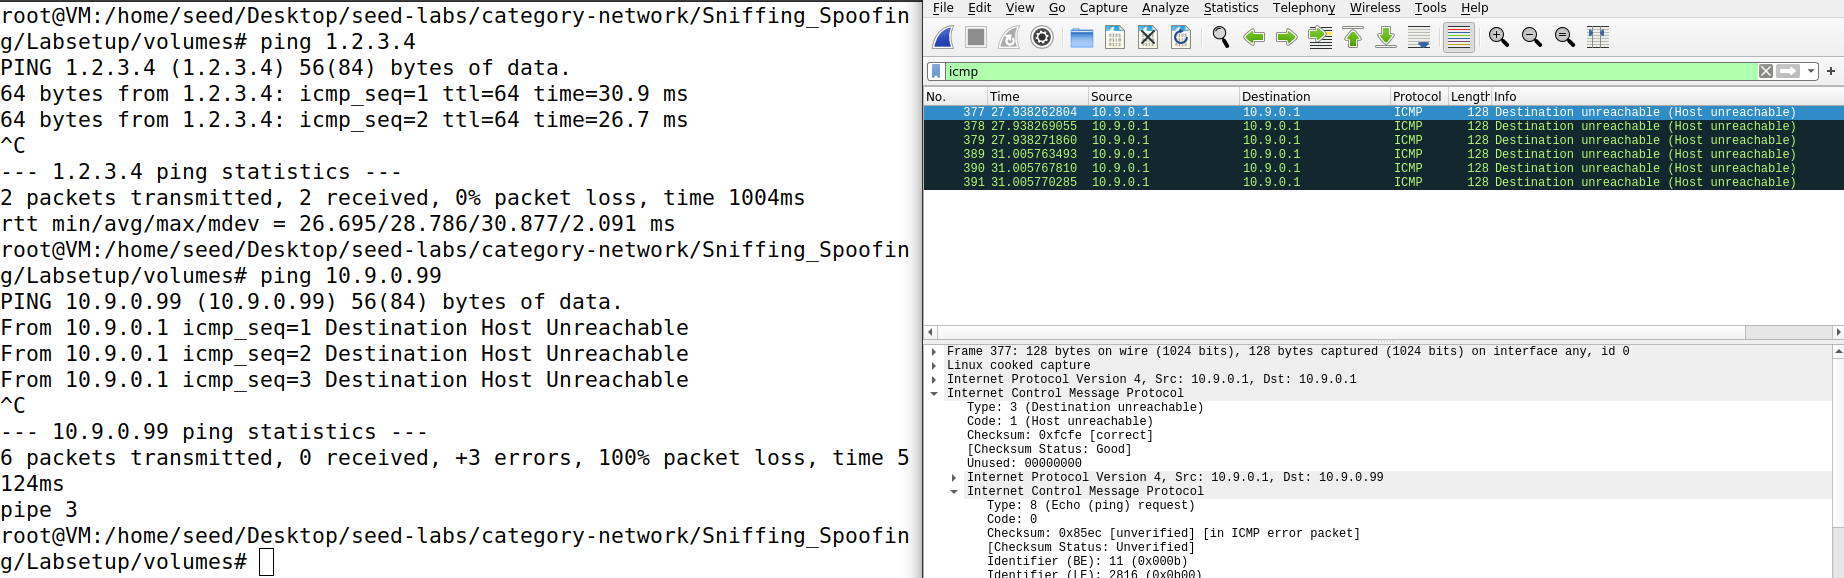 root@VM:/home/seed/Desktop/seed-labs/category-network/Sniffing_Spoofin
g/Labsetup/volumes# ping 1.2.3.4
PING 1.2.3.4 (1.2.3.4) 56(84) bytes of data.
64 bytes from 1.2.3.4: icmp_seq=1 ttl=64 time=30.9 ms
64 bytes from 1.2.3.4: icmp_seq=2 ttl=64 time=26.7 ms
^C
--- 1.2.3.4 ping statistics ---
2 packets transmitted, 2 received, 0% packet loss, time 1004ms
rtt min/avg/max/mdev = 26.695/28.786/30.877/2.091 ms
root@VM:/home/seed/Desktop/seed-labs/category-network/Sniffing_Spoofin
g/Labsetup/volumes# ping 10.9.0.99
PING 10.9.0.99 (10.9.0.99) 56(84) bytes of data.
From 10.9.0.1 icmp_seq=1 Destination Host Unreachable
From 10.9.0.1 icmp_seq=2 Destination Host Unreachable
From 10.9.0.1 icmp_seq=3 Destination Host Unreachable
^C
--- 10.9.0.99 ping statistics ---
6 packets transmitted, 0 received, +3 errors, 100% packet loss, time 5
124ms
pipe 3
root@VM:/home/seed/Desktop/seed-labs/category-network/Sniffing_Spoofin
g/Labsetup/volumes#
File Edit View Go Capture Analyze Statistics Telephony Wireless Tools Help
icmp
No. Time Source Destination Protocol Length Info
377 27.938262804 10.9.0.1 10.9.0.1 ICMP 128 Destination unreachable (Host unreachable)
378 27.938269055 10.9.0.1 10.9.0.1 ICMP 128 Destination unreachable (Host unreachable)
379 27.938271860 10.9.0.1 10.9.0.1 ICMP 128 Destination unreachable (Host unreachable)
389 31.005763493 10.9.0.1 10.9.0.1 ICMP 128 Destination unreachable (Host unreachable)
390 31.005767810 10.9.0.1 10.9.0.1 ICMP 128 Destination unreachable (Host unreachable)
391 31.005770285 10.9.0.1 10.9.0.1 ICMP 128 Destination unreachable (Host unreachable)
Frame 377: 128 bytes on wire (1024 bits), 128 bytes captured (1024 bits) on interface any, id 0
Linux cooked capture
Internet Protocol Version 4, Src: 10.9.0.1, Dst: 10.9.0.1
Internet Control Message Protocol
Type: 3 (Destination unreachable)
Code: 1 (Host unreachable)
Checksum: 0xfcfe [correct]
[Checksum Status: Good]
Unused: 00000000
Internet Protocol Version 4, Src: 10.9.0.1, Dst: 10.9.0.99
Internet Control Message Protocol
Type: 8 (Echo (ping) request)
Code: 0
Checksum: 0x85ec [unverified] [in ICMP error packet]
[Checksum Status: Unverified]
Identifier (BE): 11 (0x000b)
Identifier (LE): 2816 (0x0b00)